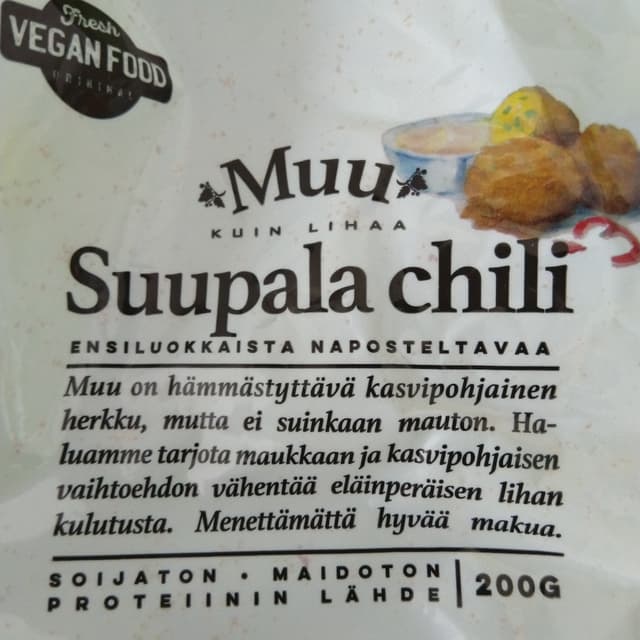 Fresh
VEGAN FOOD
ORIGINAL
Muu
KUIN LIHAA
Suupala chili
ENSILUOKKAISTA NAPOSTELTAVAA
Muu on hämmästyttävä kasvipohjainen
herkku, mutta ei suinkaan mauton. Ha-
luamme tarjota maukkaan ja kasvipohjaisen
vaihtoehdon vähentää eläinperäisen lihan
kulutusta. Menettämättä hyvää makua.
SOIJATON • MAIDOTON
PROTEIININ LÄHDE | 200G